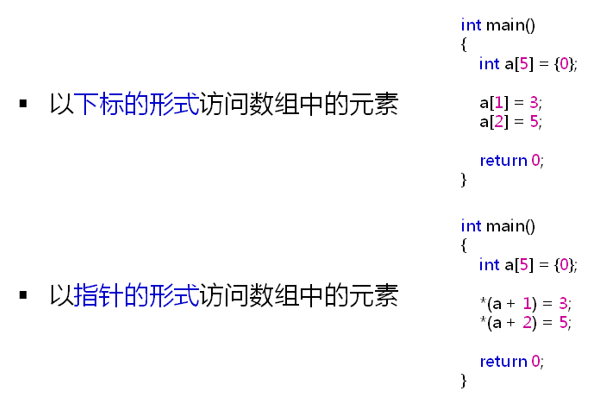 int main()
{
int a[5] = {0};
▪ 以下标的形式访问数组中的元素
a[1] = 3;
a[2] = 5;
return 0;
}
int main()
{
int a[5] = {0};
▪ 以指针的形式访问数组中的元素
*(a + 1) = 3;
*(a + 2) = 5;
return 0;
}